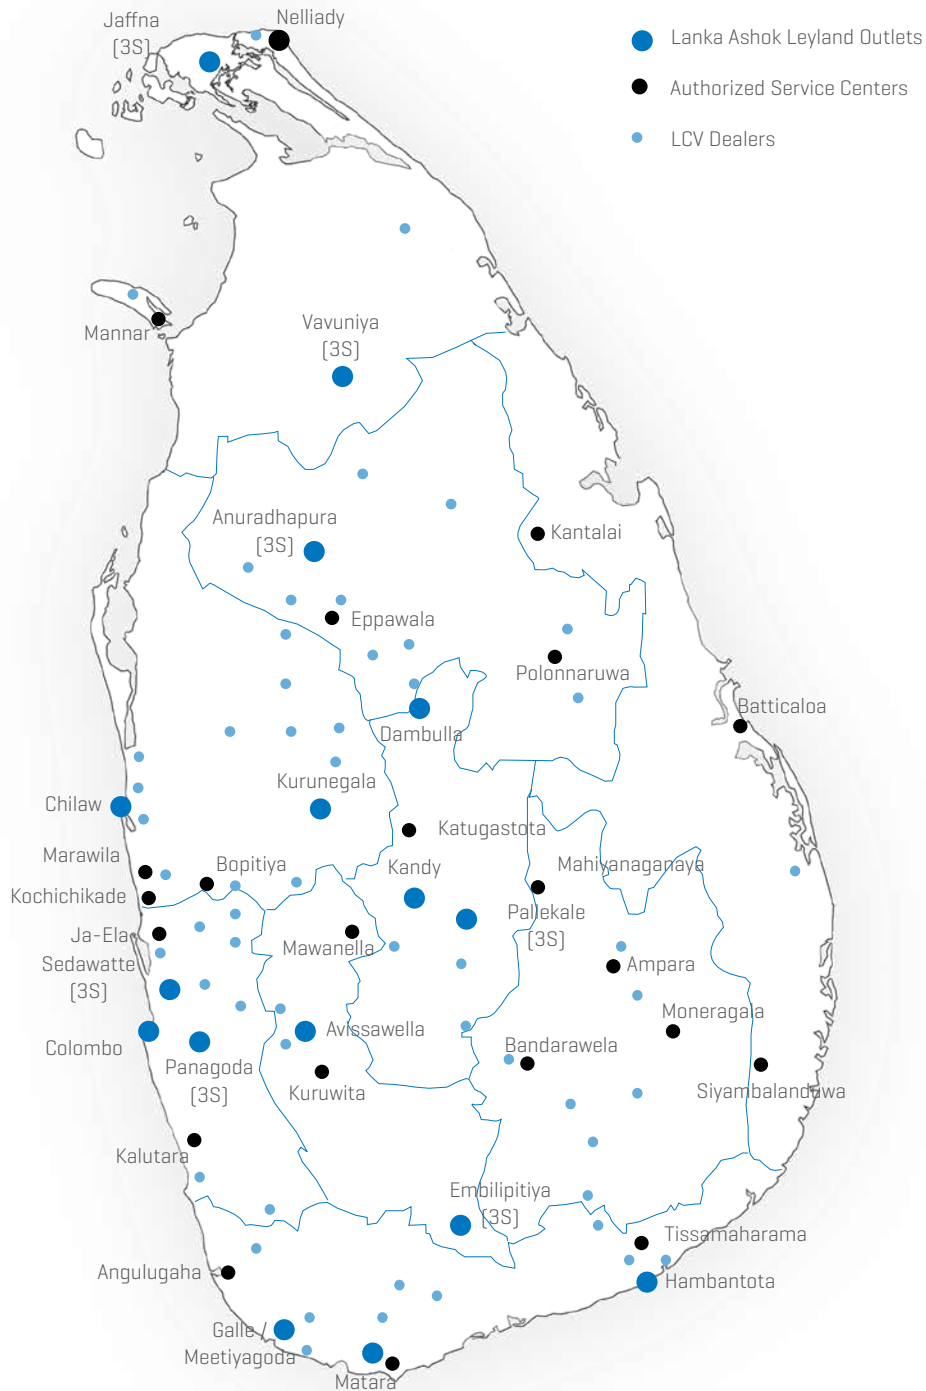 Jaffna
(3S)
Nelliady
Lanka Ashok Leyland Outlets
Authorized Service Centers
LCV Dealers
Mannar
Vavuniya
(3S)
Anuradhapura
(3S)
Kantalai
Eppawala
Polonnaruwa
Batticaloa
Dambulla
Kurunegala
Chilaw
Katugastota
Marawila
Bopitiya
Kandy
Mahiyanaganaya
Kochichikade
Pallekale
(3S)
Ja-Ela
Mawanella
Sedawatte
(3S)
Ampara
Moneragala
Colombo
Avissawella
Bandarawela
Panagoda
(3S)
Kuruwita
Siyambalanduwa
Kalutara
Embilipitiya
(3S)
Tissamaharama
Angulugaha
Hambantota
Galle /
Meetiyagoda
Matara